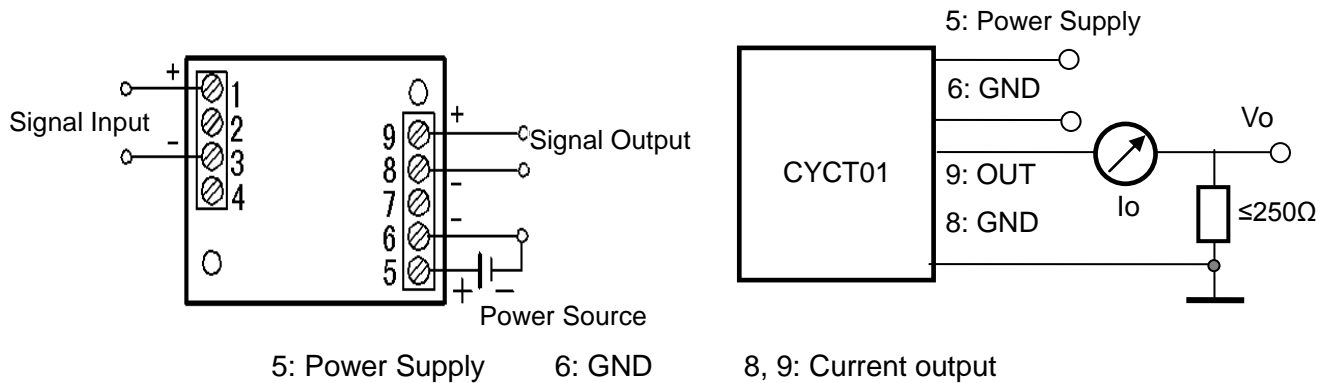 +
1
Signal Input
2
-
3
4
+
9
Signal Output
8
-
7
-
6
5
+
-
Power Source
5: Power Supply
6: GND
Vo
CYCT01
9: OUT
Io
≤250Ω
8: GND
5: Power Supply 6: GND 8, 9: Current output